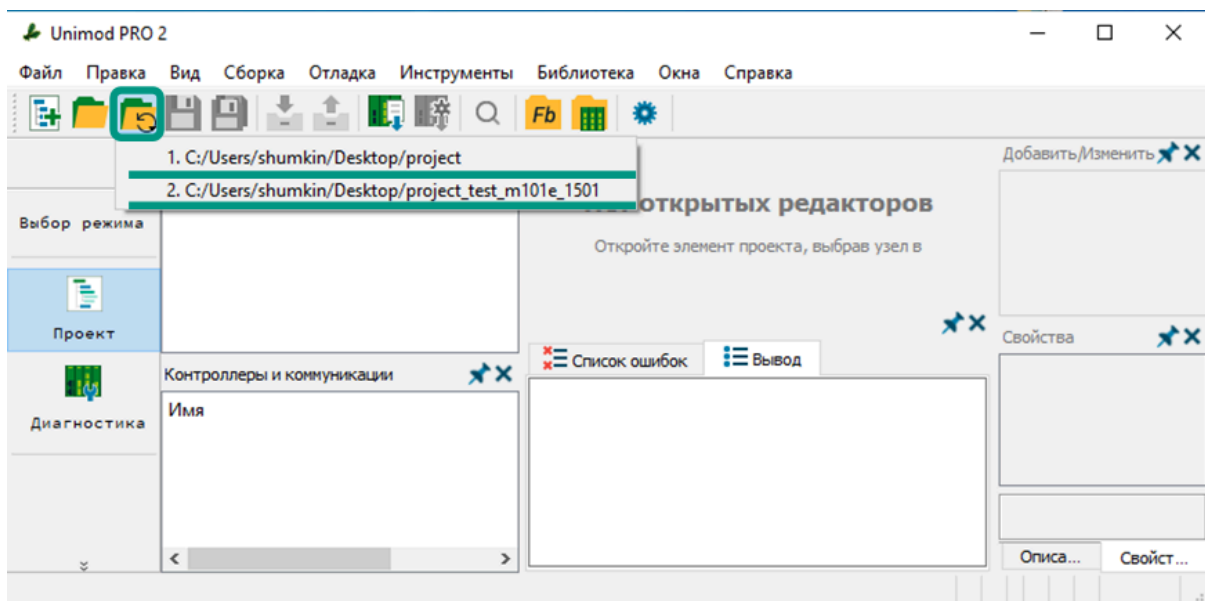 Unimod PRO 2
Файл Правка Вид Сборка Отладка Инструменты Библиотека Окна Справка
Fb
1. C:/Users/shumkin/Desktop/project
2. C:/Users/shumkin/Desktop/project_test_m101e_1501
Добавить/Изменить
открытых редакторов
Выбор режима
Откройте элемент проекта, выбрав узел в
Проект
Свойства
Список ошибок
Вывод
Контроллеры и коммуникации
Имя
Диагностика
Описа...
Свойст...